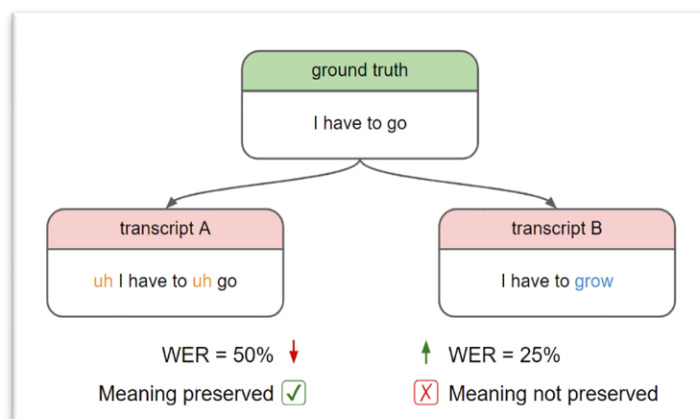 ground truth
I have to go
transcript A
uh I have to uh go
transcript B
I have to grow
WER = 50%
Meaning preserved
WER = 25%
Meaning not preserved